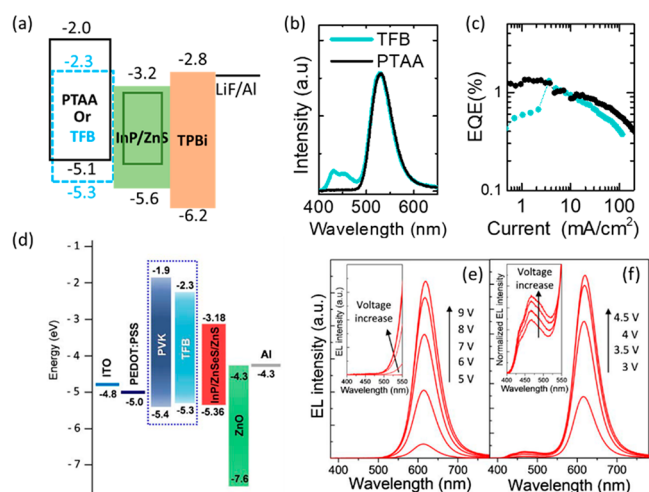 (a)
-2.0
-2.3
PTAA
Or
TFB
-5.1
-5.3
-3.2
InP/ZnS
-5.6
-2.8
TPBi
-6.2
LiF/Al
(b)
Intensity (a.u)
TFB
PTAA
400 500 600
Wavelength (nm)
(c)
EQE(%)
1
0.1
1 10 100
Current (mA/cm²)
(d)
Energy (eV)
-1
-2
-3
-4
-5
-6
-7
ITO
-4.8
PEDOT:PSS
-5.0
-1.9
PVK
-5.4
-2.3
TFB
-5.3
-3.18
InP/ZnSeS/ZnS
-5.36
-4.3
ZnO
-7.6
Al
-4.3
(e)
EL intensity (a.u.)
EL intensity (a.u.)
Voltage
increase
400 450 500 550
9 V
8 V
7 V
6 V
5 V
400 500 600 700
Wavelength (nm)
(f)
Normalized EL intensity
Voltage
increase
400 450 500 550
4.5 V
4 V
3.5 V
3 V
400 500 600 700
Wavelength (nm)